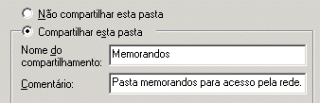 Não compartilhar esta pasta
Compartilhar esta pasta
Nome do
compartilhamento:
Memorandos
Comentário:
Pasta memorandos para acesso pela rede.